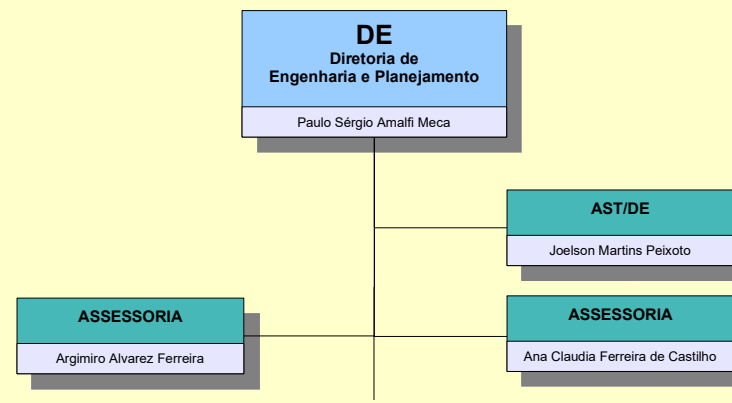 DE
Diretoria de
Engenharia e Planejamento
Paulo Sérgio Amalfi Meca
AST/DE
Joelson Martins Peixoto
ASSESSORIA
Argimiro Alvarez Ferreira
ASSESSORIA
Ana Claudia Ferreira de Castilho